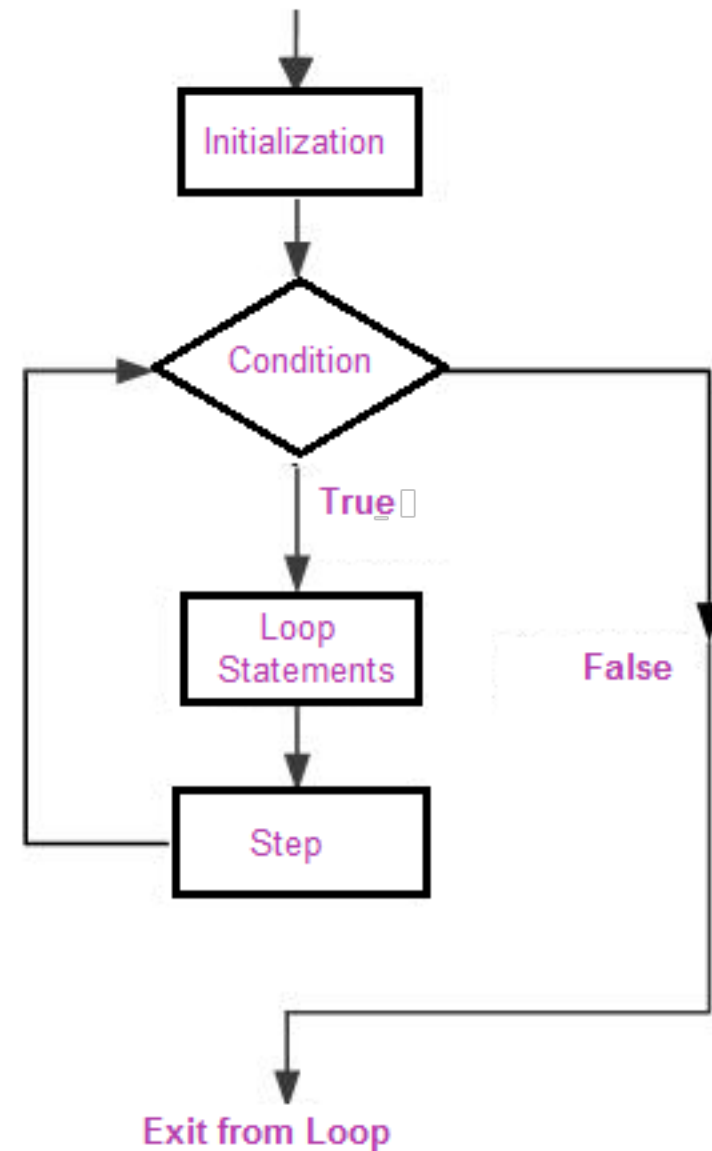 Initialization
Condition
True
Loop
Statements
False
Step
Exit from Loop